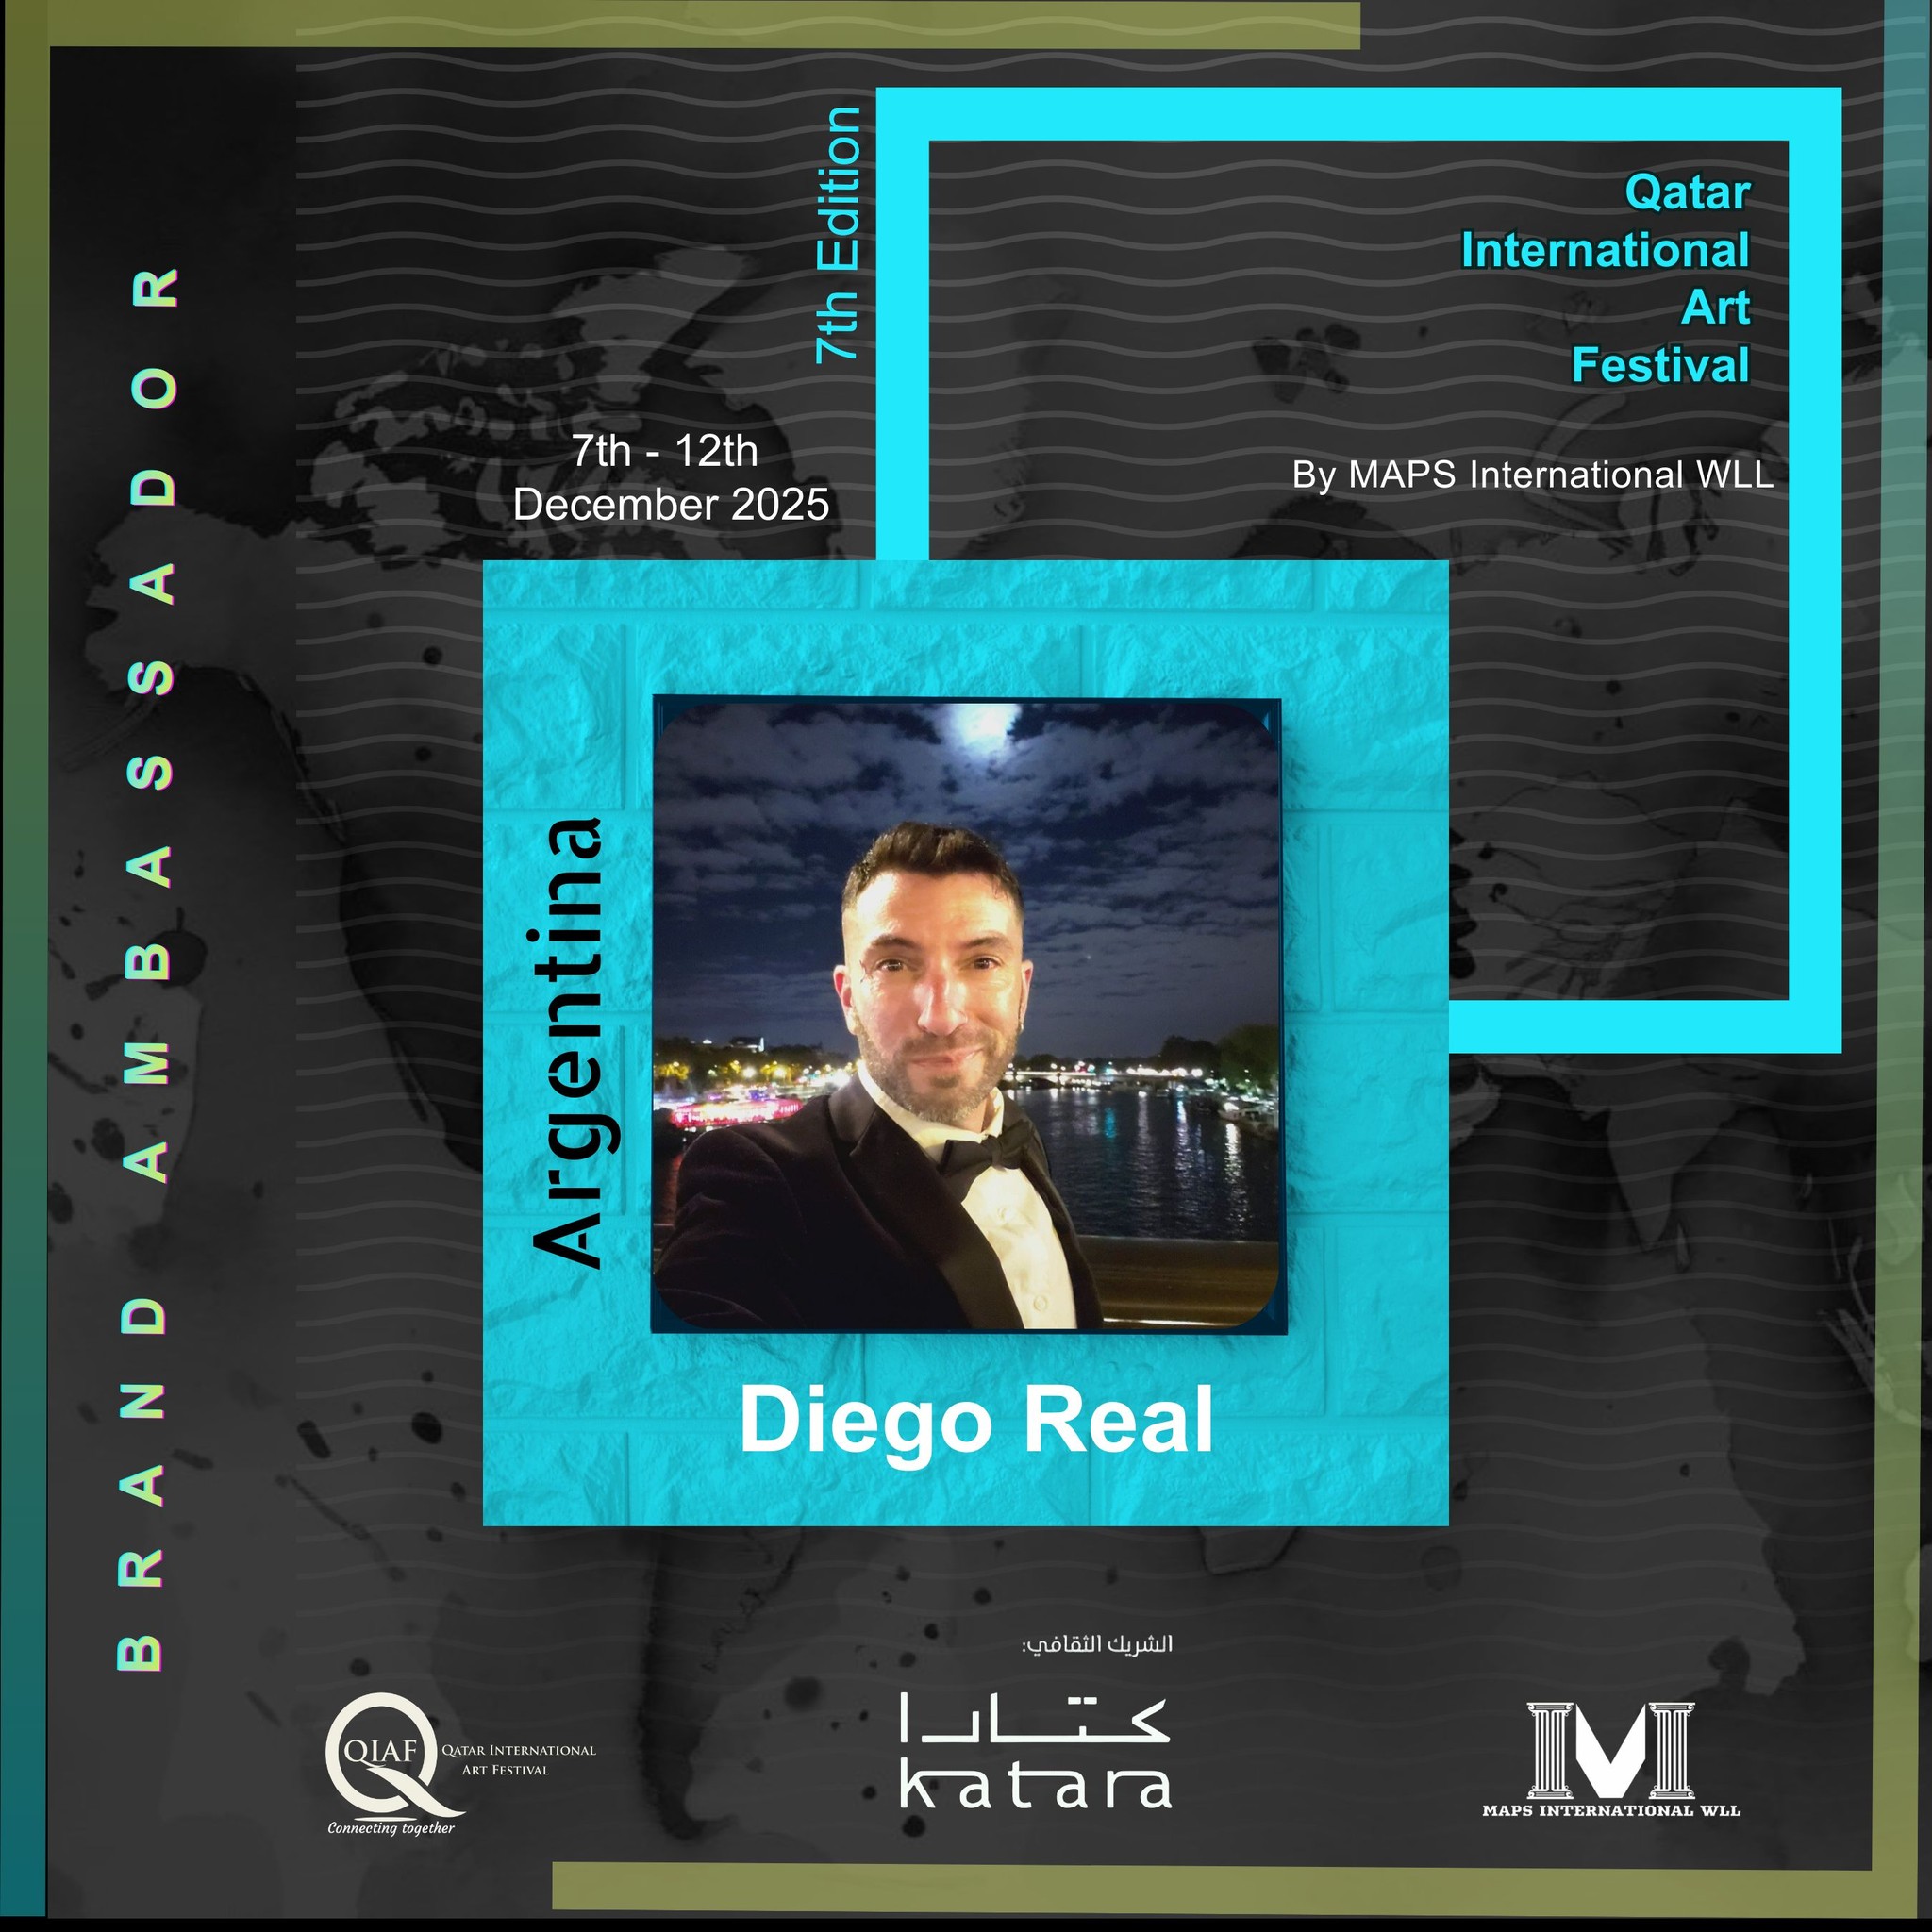 BRAND AMBASSADOR
7th Edition
Qatar
International
Art
Festival
By MAPS International WLL
7th - 12th
December 2025
Argentina
Diego Real
الشريك الثقافي:
كتارا
katara
QIAF
QATAR INTERNATIONAL
ART FESTIVAL
Connecting together
M
MAPS INTERNATIONAL WLL